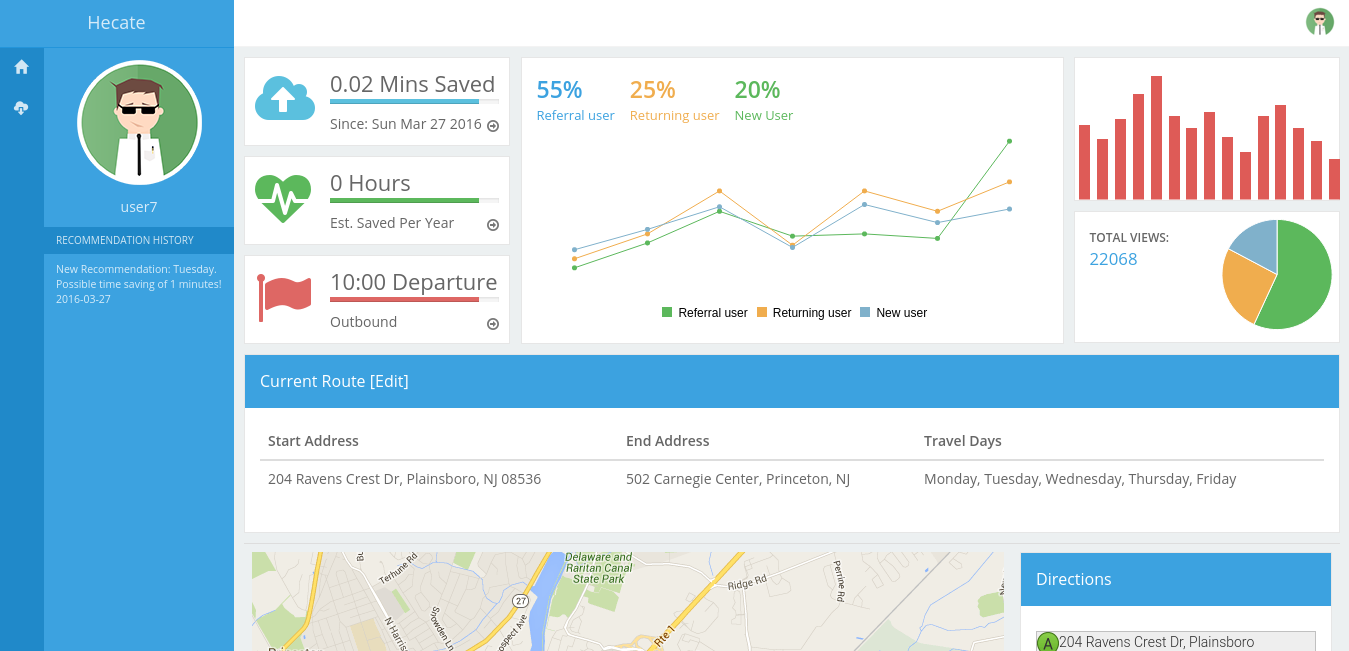 Hecate
user7
RECOMMENDATION HISTORY
New Recommendation: Tuesday.
Possible time saving of 1 minutes!
2016-03-27
0.02 Mins Saved
Since: Sun Mar 27 2016
0 Hours
Est. Saved Per Year
10:00 Departure
Outbound
55% 25% 20%
Referral user Returning user New User
Referral user Returning user New user
TOTAL VIEWS:
22068
Current Route [Edit]
Start Address End Address Travel Days
204 Ravens Crest Dr, Plainsboro, NJ 08536 502 Carnegie Center, Princeton, NJ Monday, Tuesday, Wednesday, Thursday, Friday
Delaware and
Raritan Canal
State Park
Terhune Rd
Ridge Rd
Perrine Rd
27
Rte 1
Directions
A 204 Ravens Crest Dr, Plainsboro